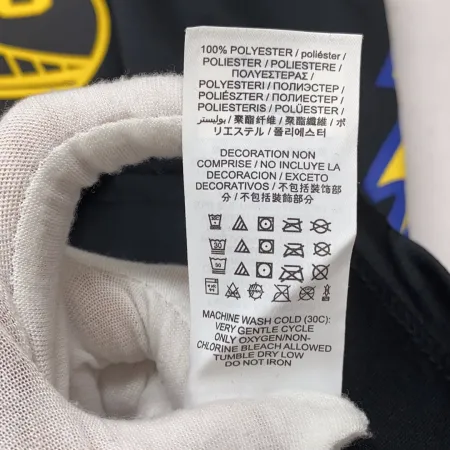 100% POLYESTER / poliéster /
POLIESTER / POLIESTERE /
ΠΟΛΥΕΣΤΕΡΑΣ /
POLYESTERI / ПОЛИЭСТЕР /
POLIÉSZTER / ПОЛИЕСТЕР /
POLIESTERIS / POLÜESTER /
聚酯纤维 / 聚酯纖維 / بوليستر / ポ
リエステル / 폴리에스터
DECORATION NON
COMPRISE / NO INCLUYE LA
DECORACION / EXCETO
DECORATIVOS / 不包括裝飾部
分 / 不包括装饰部分
30
MACHINE WASH COLD (30C):
VERY GENTLE CYCLE
ONLY OXYGEN/NON-
CHLORINE BLEACH ALLOWED
TUMBLE DRY LOW
DO NOT IRON